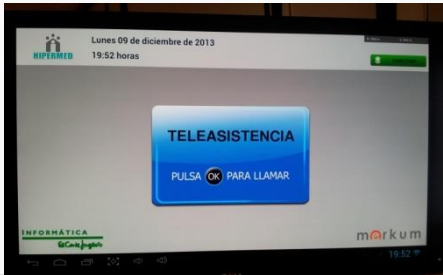 HIPERMED
Lunes 09 de diciembre de 2013
19:52 horas
TELEASISTENCIA
PULSA OK PARA LLAMAR
INFORMÁTICA
El Corte Inglés
markum
19:52